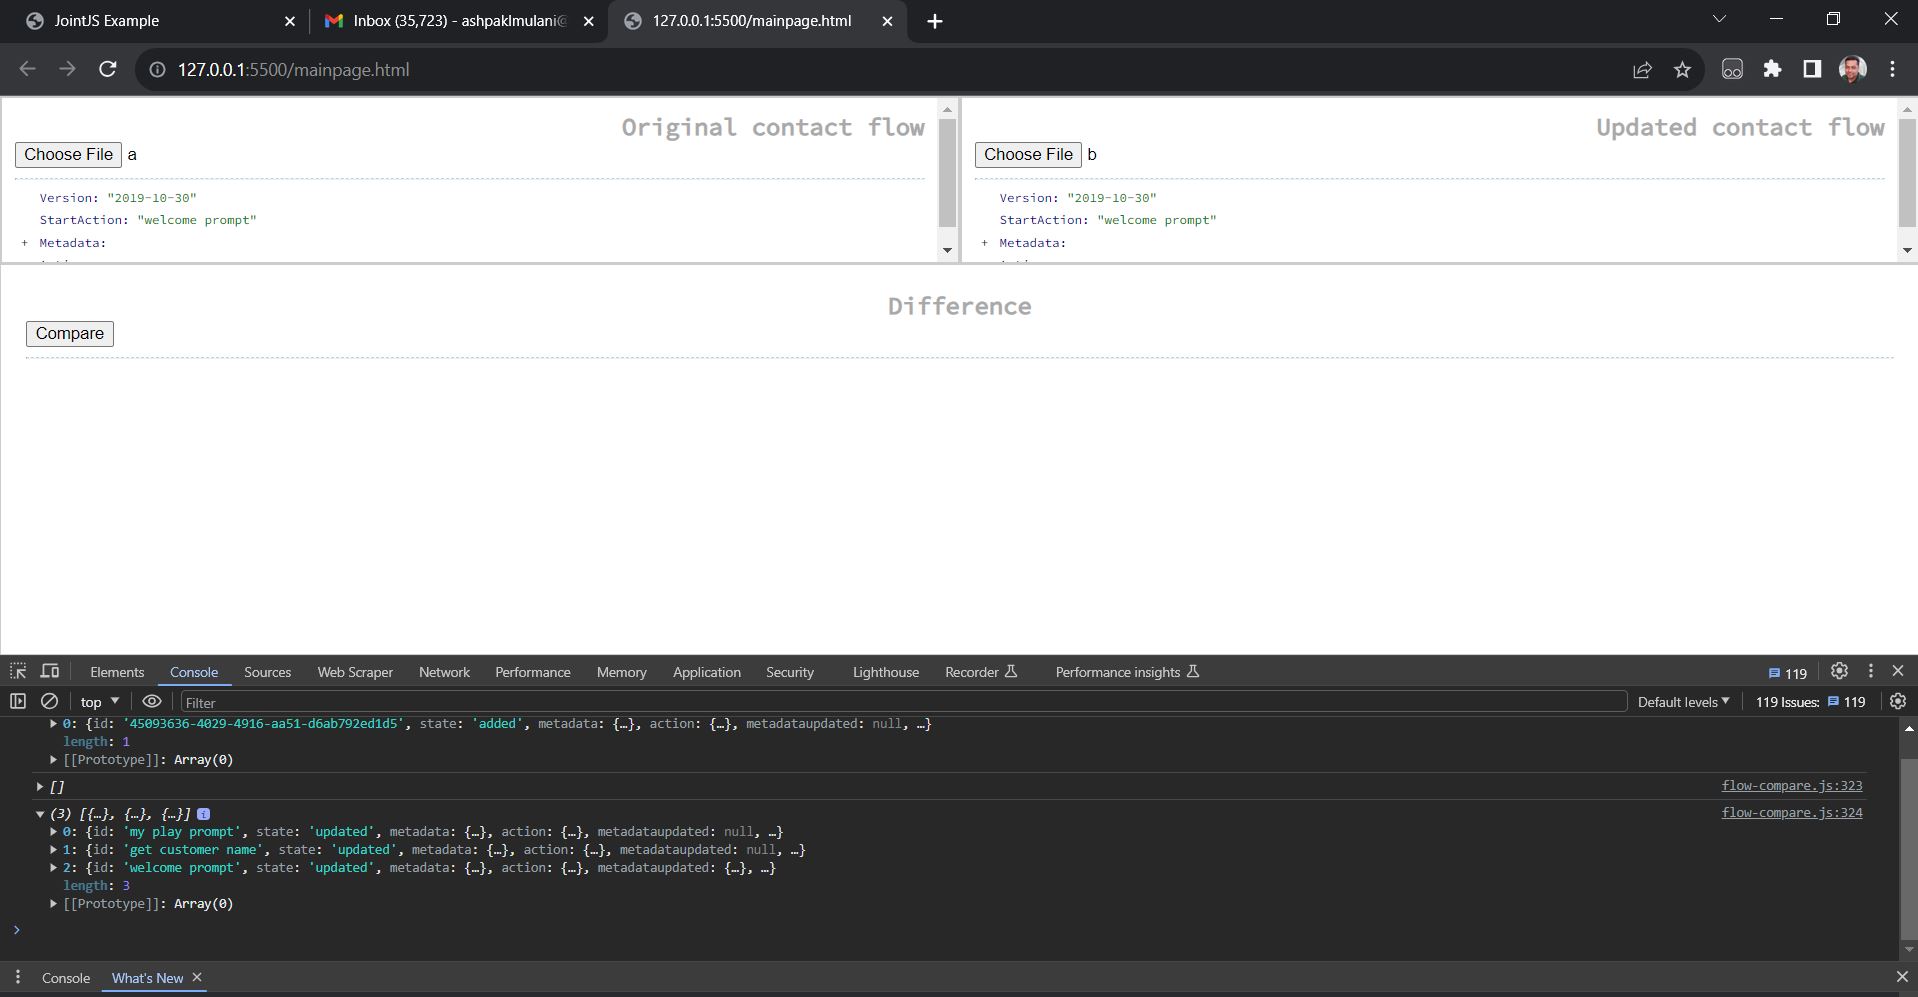 JointJS Example
Inbox (35,723) - ashpaklmulani@
127.0.0.1:5500/mainpage.html
127.0.0.1:5500/mainpage.html
Original contact flow
Choose File a
Version: "2019-10-30"
StartAction: "welcome prompt"
+ Metadata:
Updated contact flow
Choose File b
Version: "2019-10-30"
StartAction: "welcome prompt"
+ Metadata:
Difference
Compare
Elements Console Sources Web Scraper Network Performance Memory Application Security Lighthouse Recorder Performance insights 119
top Filter Default levels 119 Issues: 119
0: {id: '45093636-4029-4916-aa51-d6ab792ed1d5', state: 'added', metadata: {…}, action: {…}, metadataupdated: null, …}
length: 1
[[Prototype]]: Array(0)
[] flow-compare.js:323
(3) [{…}, {…}, {…}] i flow-compare.js:324
0: {id: 'my play prompt', state: 'updated', metadata: {…}, action: {…}, metadataupdated: null, …}
1: {id: 'get customer name', state: 'updated', metadata: {…}, action: {…}, metadataupdated: null, …}
2: {id: 'welcome prompt', state: 'updated', metadata: {…}, action: {…}, metadataupdated: {…}, …}
length: 3
[[Prototype]]: Array(0)
Console What's New